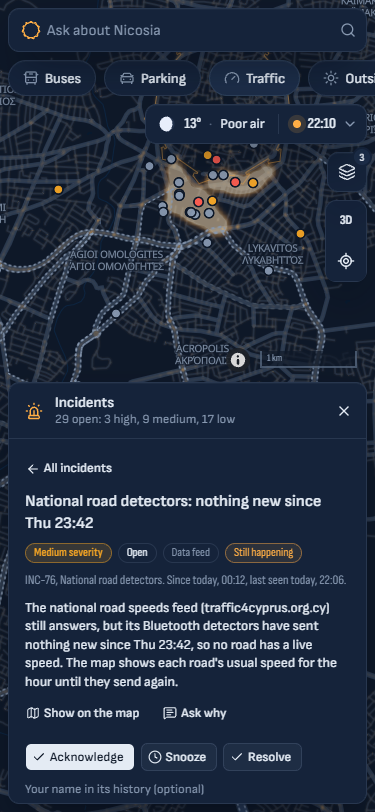 Ask about Nicosia
Buses
Parking
Traffic
Outsi
13° · Poor air
22:10
3
3D
AGIOI OMOLOGITES
ΑΓΙΟΙ ΟΜΟΛΟΓΗΤΕΣ
LYKAVITOS
ΛΥΚΑΒΗΤΤΟΣ
ACROPOLIS
ΑΚΡΟΠΟΛΙ
1 km
Incidents
29 open: 3 high, 9 medium, 17 low
All incidents
National road detectors: nothing new since
Thu 23:42
Medium severity
Open
Data feed
Still happening
INC-76, National road detectors. Since today, 00:12, last seen today, 22:06.
The national road speeds feed (traffic4cyprus.org.cy)
still answers, but its Bluetooth detectors have sent
nothing new since Thu 23:42, so no road has a live
speed. The map shows each road's usual speed for the
hour until they send again.
Show on the map
Ask why
Acknowledge
Snooze
Resolve
Your name in its history (optional)